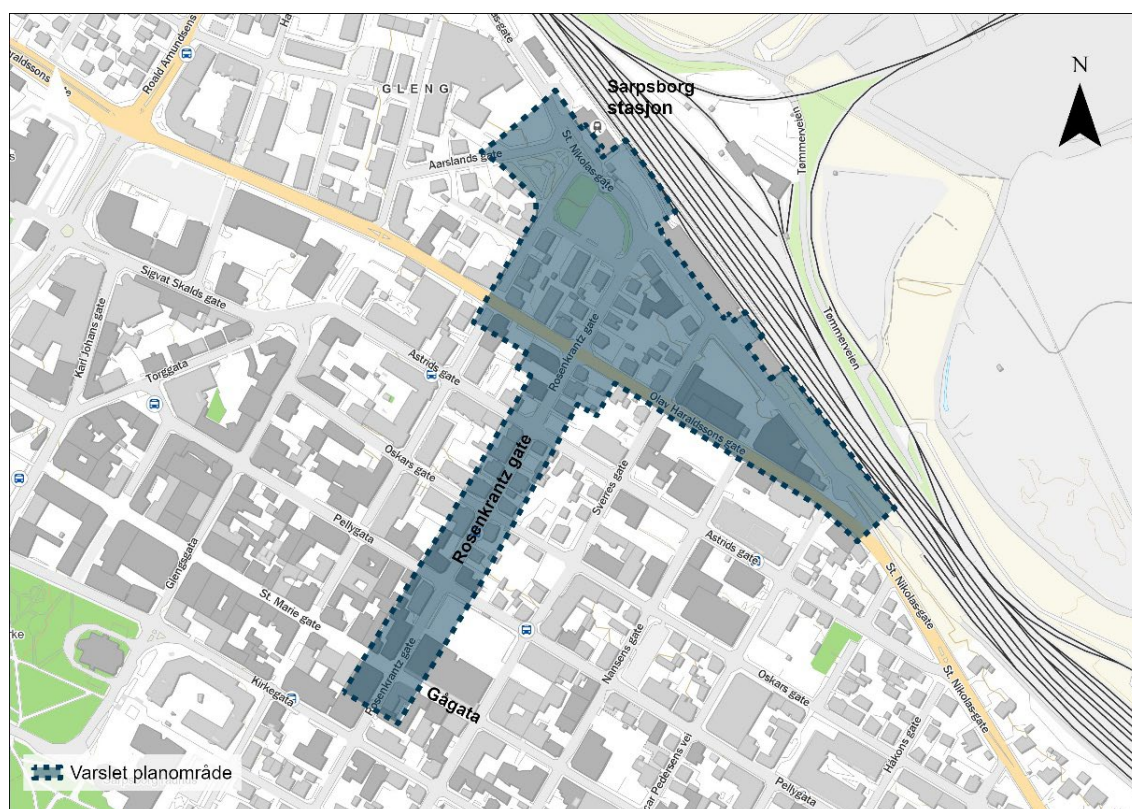 Sarpsborg
stasjon
N
GLENG
Roald Amundsens
Aarslands gate
St. Nikolas-gate
Tømmerveien
Tømmerveien
Sigvat Skalds gate
Karl Johans gate
Torggata
Astrids gate
Rosenkrantz gate
Olav Haraldssons gate
Rosenkrantz gate
Oskars gate
Sverres gate
Pellygata
Astrids gate
Glengsgata
St. Marie gate
Nansens gate
St. Nikolas-gate
Kirkegata
Rosenkrantz gate
Gågata
Oskars gate
St. Nikolas-gate
Håkons gate
Pellygata
Varslet planområde